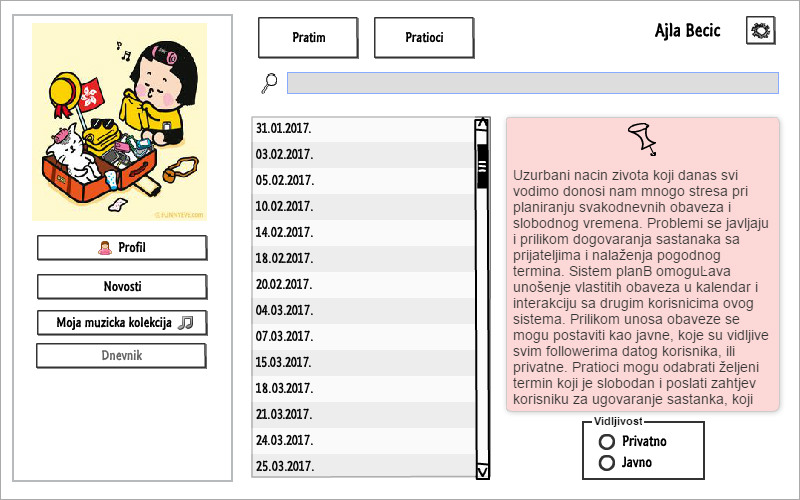 Pratim
Pratioci
Ajla Becic
Profil
Novosti
Moja muzicka kolekcija
Dnevnik
31.01.2017.
03.02.2017.
05.02.2017.
10.02.2017.
14.02.2017.
18.02.2017.
20.02.2017.
04.03.2017.
07.03.2017.
15.03.2017.
18.03.2017.
21.03.2017.
24.03.2017.
25.03.2017.
Uzurbani nacin zivota koji danas svi
vodimo donosi nam mnogo stresa pri
planiranju svakodnevnih obaveza i
slobodnog vremena. Problemi se javljaju
i prilikom dogovaranja sastanaka sa
prijateljima i nalaženja pogodnog
termina. Sistem planB omoguĿava
unošenje vlastitih obaveza u kalendar i
interakciju sa drugim korisnicima ovog
sistema. Prilikom unosa obaveze se
mogu postaviti kao javne, koje su vidljive
svim followerima datog korisnika, ili
privatne. Pratioci mogu odabrati željeni
termin koji je slobodan i poslati zahtjev
korisniku za ugovaranje sastanka, koji
Vidljivost
Privatno
Javno